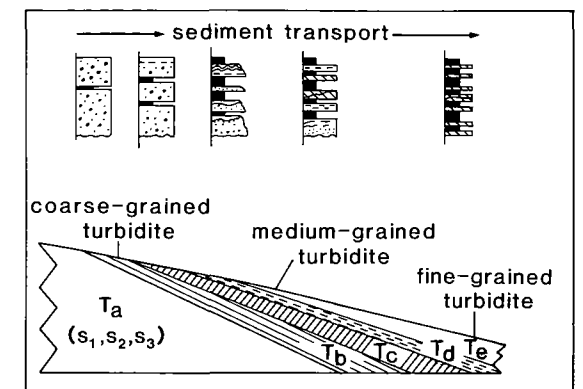 sediment transport
coarse-grained
turbidite
medium-grained
turbidite
fine-grained
turbidite
Ta
(s1,s2,s3)
Tb
Tc
Td
Te